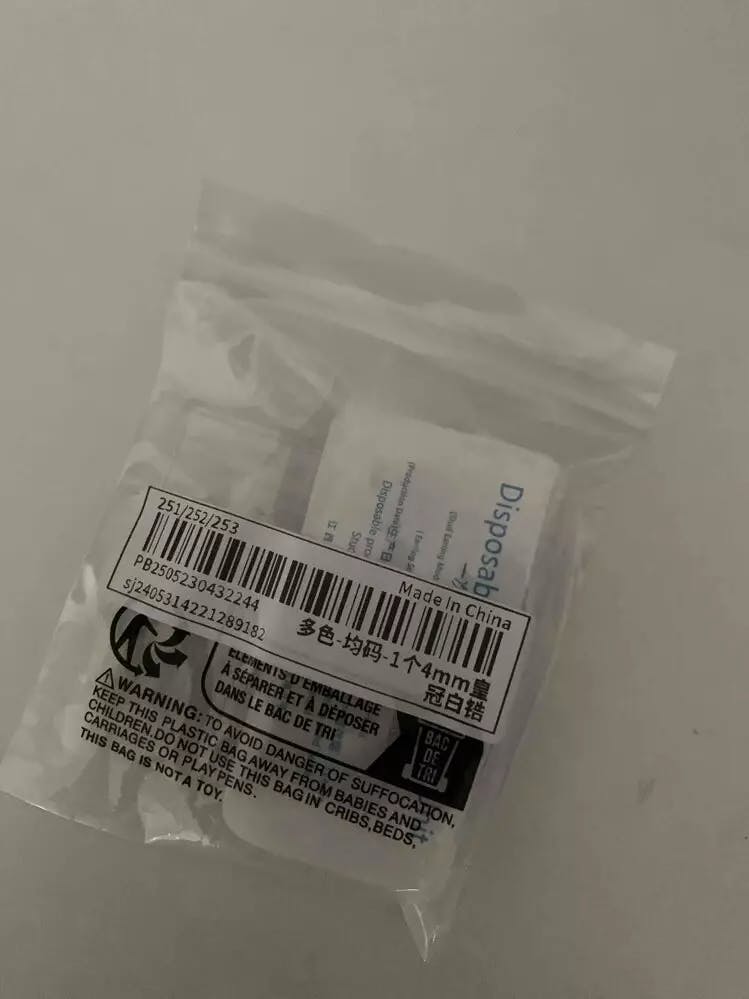 251/252/253
PB2505230432244
Made In China
sj2405314221289182
多色-均码-1个4mm皇
冠白锆
ÉLÉMENTS D'EMBALLAGE
À SÉPARER ET À DÉPOSER
DANS LE BAC DE TRI
BAC
DE
TRI
WARNING: TO AVOID DANGER OF SUFFOCATION,
KEEP THIS PLASTIC BAG AWAY FROM BABIES AND
CHILDREN.DO NOT USE THIS BAG IN CRIBS,BEDS,
CARRIAGES OR PLAYPENS.
THIS BAG IS NOT A TOY.
Disposab
Disposable